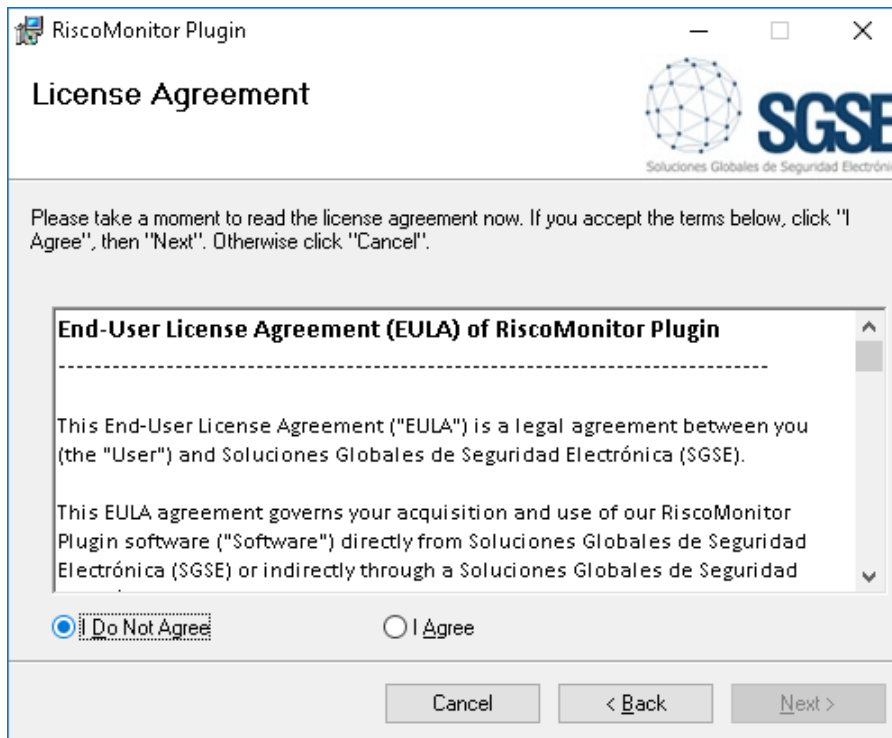 RiscoMonitor Plugin
License Agreement
SGSE
Soluciones Globales de Seguridad
Please take a moment to read the license agreement now. If you accept the terms below, click "I
Agree", then "Next". Otherwise click "Cancel".
End-User License Agreement (EULA) of RiscoMonitor Plugin
-------------------------------------------------------------------------------
This End-User License Agreement ("EULA") is a legal agreement between you
(the "User") and Soluciones Globales de Seguridad Electrónica (SGSE).
This EULA agreement governs your acquisition and use of our RiscoMonitor
Plugin software ("Software") directly from Soluciones Globales de Seguridad
Electrónica (SGSE) or indirectly through a Soluciones Globales de Seguridad
I Do Not Agree
I Agree
Cancel
< Back
Next >